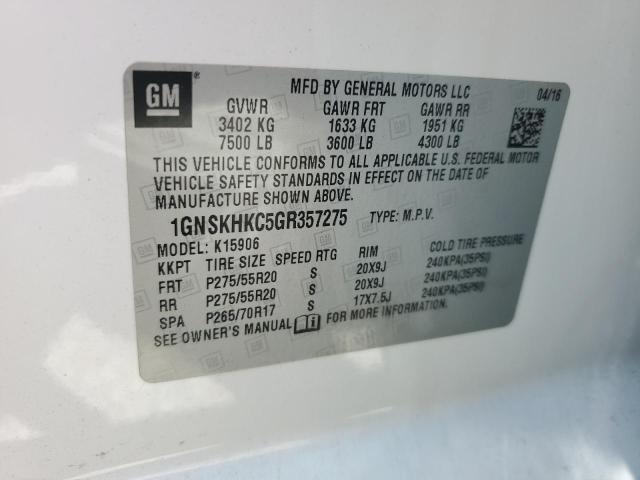 GM ®
MFD BY GENERAL MOTORS LLC 04/16
GVWR GAWR FRT GAWR RR
3402 KG 1633 KG 1951 KG
7500 LB 3600 LB 4300 LB
THIS VEHICLE CONFORMS TO ALL APPLICABLE U.S. FEDERAL MOTOR
VEHICLE SAFETY STANDARDS IN EFFECT ON THE DATE OF
MANUFACTURE SHOWN ABOVE.
1GNSKHKC5GR357275 TYPE: M.P.V.
MODEL: K15906
KKPT TIRE SIZE SPEED RTG RIM COLD TIRE PRESSURE
FRT P275/55R20 S 20X9J 240KPA(35PSI)
RR P275/55R20 S 20X9J 240KPA(35PSI)
SPA P265/70R17 S 17X7.5J 240KPA(35PSI)
SEE OWNER'S MANUAL i FOR MORE INFORMATION.